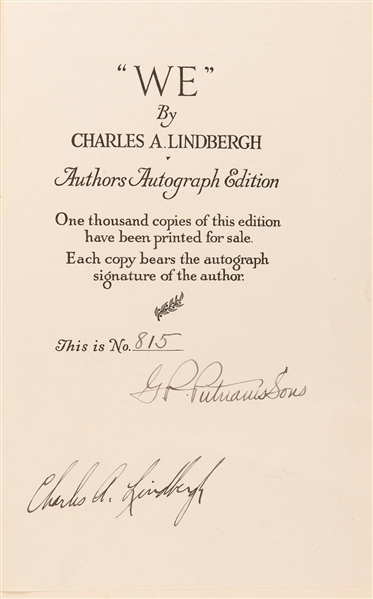 "WE"
By
CHARLES A. LINDBERGH
Authors Autograph Edition
One thousand copies of this edition
have been printed for sale.
Each copy bears the autograph
signature of the author.
This is No. 815
G. P. Putnam's Sons
Charles A. Lindbergh